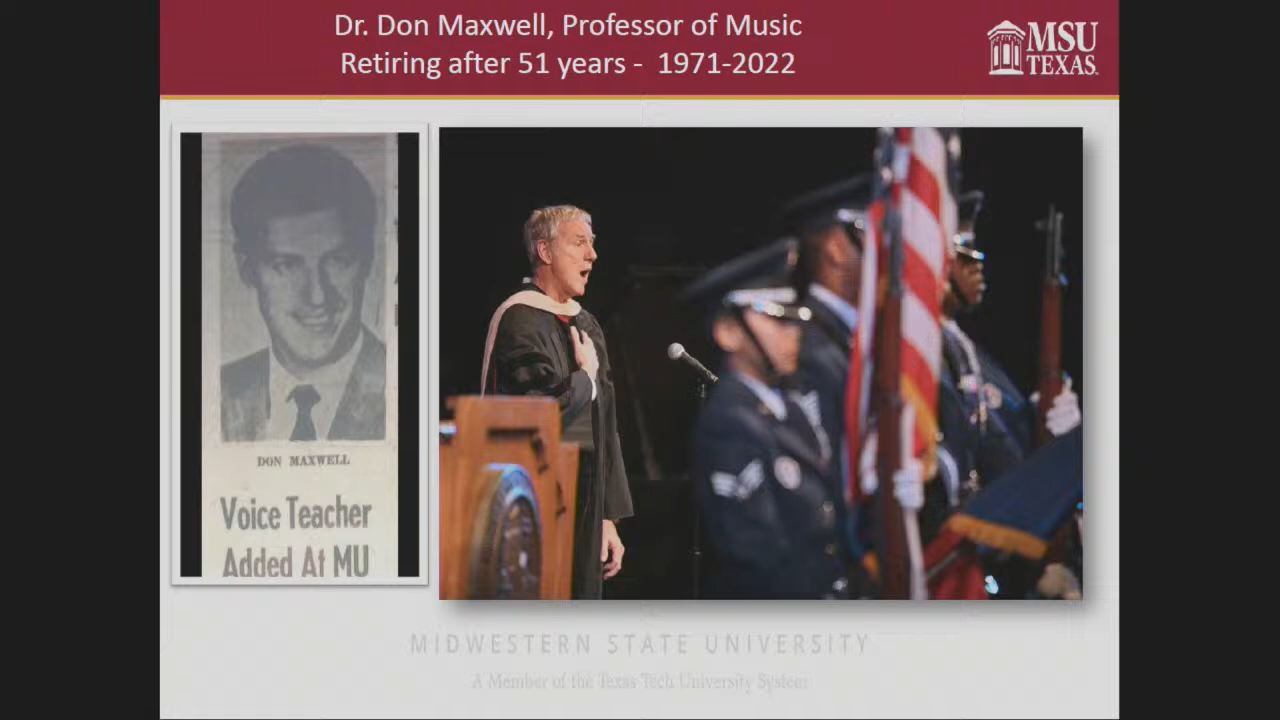 Dr. Don Maxwell, Professor of Music
Retiring after 51 years - 1971-2022
MSU
TEXAS
DON MAXWELL
Voice Teacher
Added At MU
MIDWESTERN STATE UNIVERSITY
A Member of the Texas Tech University System